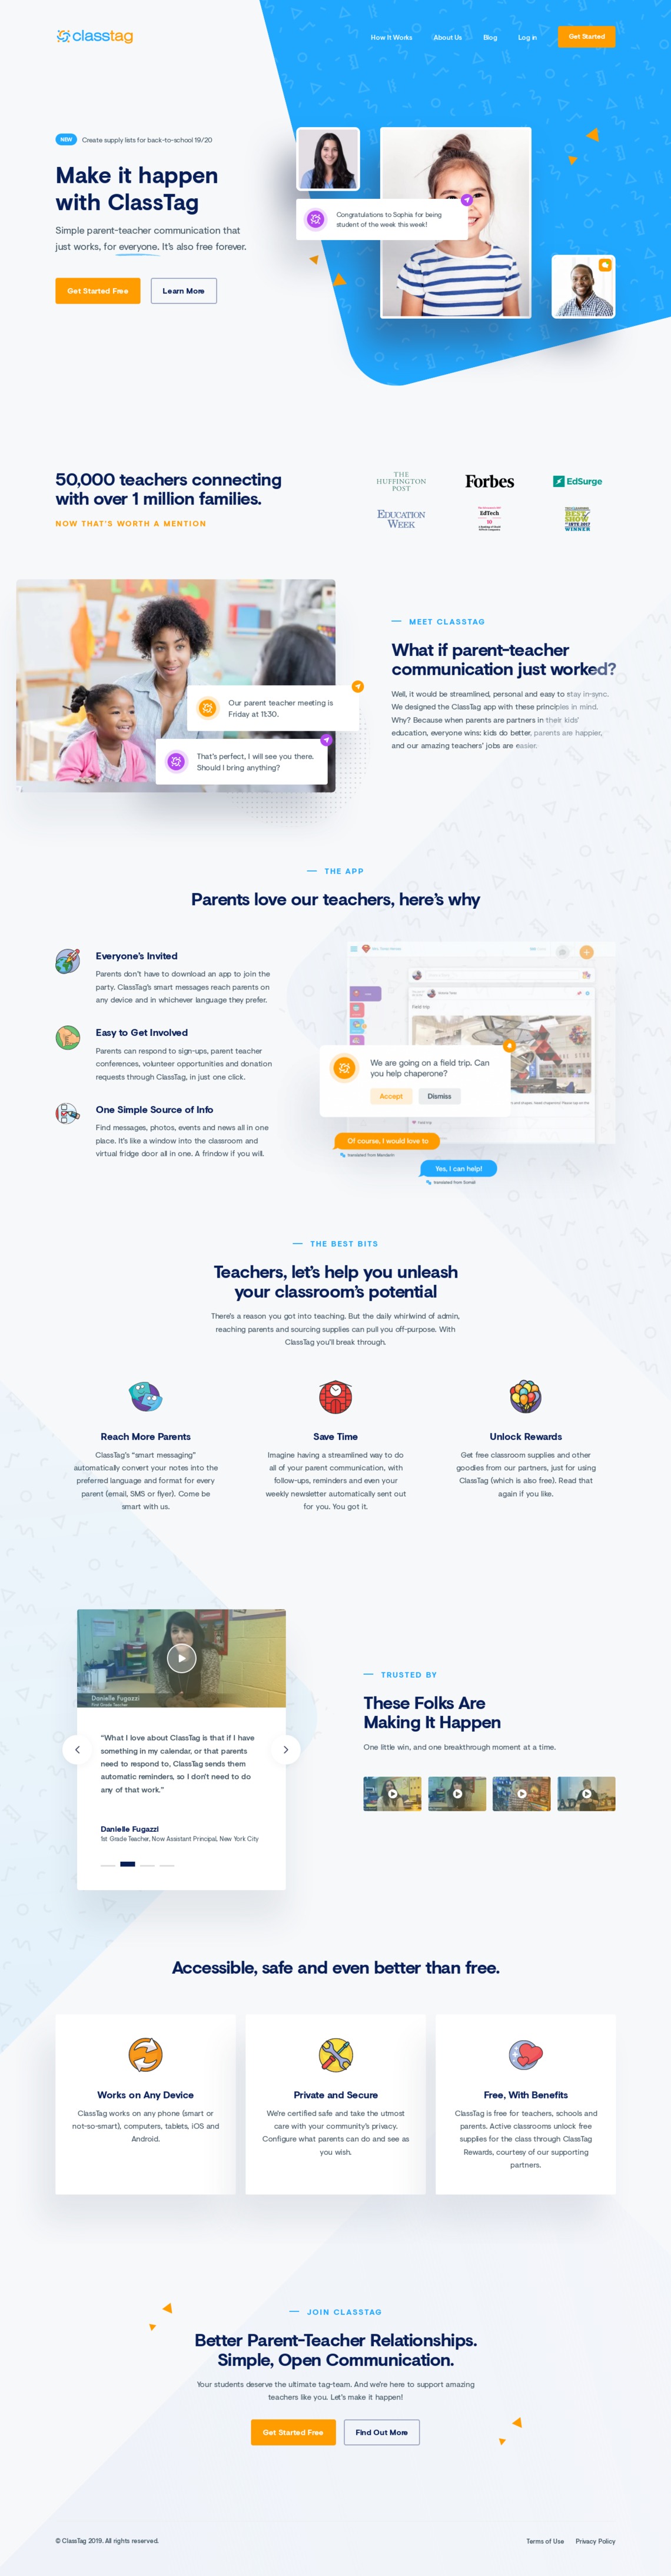 classtag
How It Works
About Us
Blog
Log in
Get Started
NEW
Create supply lists for back-to-school 19/20
Make it happen
with ClassTag
Simple parent-teacher communication that
just works, for everyone. It's also free forever.
Get Started Free
Learn More
Congratulations to Sophia for being
student of the week this week!
50,000 teachers connecting
with over 1 million families.
NOW THAT'S WORTH A MENTION
THE
HUFFINGTON
POST
Forbes
EdSurge
EDUCATION
WEEK
EdTech
10
BEST
SHOW
WINNER
Our parent teacher meeting is
Friday at 11:30.
That's perfect, I will see you there.
Should I bring anything?
MEET CLASSTAG
What if parent-teacher
communication just worked?
Well, it would be streamlined, personal and easy to stay in-sync.
We designed the ClassTag app with these principles in mind.
Why? Because when parents are partners in their kids'
education, everyone wins: kids do better, parents are happier,
and our amazing teachers' jobs are easier.
THE APP
Parents love our teachers, here's why
Everyone's Invited
Parents don't have to download an app to join the
party. ClassTag's smart messages reach parents on
any device and in whichever language they prefer.
Easy to Get Involved
Parents can respond to sign-ups, parent teacher
conferences, volunteer opportunities and donation
requests through ClassTag, in just one click.
One Simple Source of Info
Find messages, photos, events and news all in one
place. It's like a window into the classroom and
virtual fridge door all in one. A frindow if you will.
Field trip
We are going on a field trip. Can
you help chaperone?
Accept
Dismiss
Of course, I would love to
translated from Mandarin
Yes, I can help!
translated from Somali
THE BEST BITS
Teachers, let's help you unleash
your classroom's potential
There's a reason you got into teaching. But the daily whirlwind of admin,
reaching parents and sourcing supplies can pull you off-purpose. With
ClassTag you'll break through.
Reach More Parents
ClassTag's "smart messaging"
automatically convert your notes into the
preferred language and format for every
parent (email, SMS or flyer). Come be
smart with us.
Save Time
Imagine having a streamlined way to do
all of your parent communication, with
follow-ups, reminders and even your
weekly newsletter automatically sent out
for you. You got it.
Unlock Rewards
Get free classroom supplies and other
goodies from our partners, just for using
ClassTag (which is also free). Read that
again if you like.
Danielle Fugazzi
First Grade Teacher
"What I love about ClassTag is that if I have
something in my calendar, or that parents
need to respond to, ClassTag sends them
automatic reminders, so I don't need to do
any of that work."
Danielle Fugazzi
1st Grade Teacher, Now Assistant Principal, New York City
TRUSTED BY
These Folks Are
Making It Happen
One little win, and one breakthrough moment at a time.
Accessible, safe and even better than free.
Works on Any Device
ClassTag works on any phone (smart or
not-so-smart), computers, tablets, iOS and
Android.
Private and Secure
We're certified safe and take the utmost
care with your community's privacy.
Configure what parents can do and see as
you wish.
Free, With Benefits
ClassTag is free for teachers, schools and
parents. Active classrooms unlock free
supplies for the class through ClassTag
Rewards, courtesy of our supporting
partners.
JOIN CLASSTAG
Better Parent-Teacher Relationships.
Simple, Open Communication.
Your students deserve the ultimate tag-team. And we're here to support amazing
teachers like you. Let's make it happen!
Get Started Free
Find Out More
© ClassTag 2019. All rights reserved.
Terms of Use
Privacy Policy